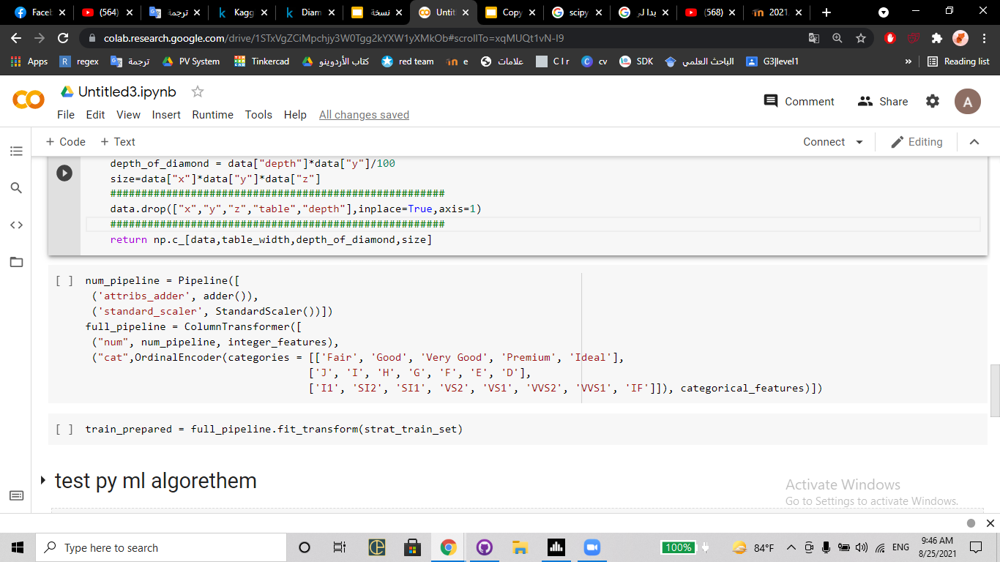 Facel
(564)
ترجمة
Kagg
Diam
نسخة
Untit
Copy
scipy
بدا لر
(568)
2021.
colab.research.google.com/drive/1STxVgZCiMpchjy3W0Tgg2kYXW1yXMkOb#scrollTo=xqMUQt1vN-I9
Apps
R regex
ترجمة
PV System
Tinkercad
كتاب الأردوينو
red team
e
علامات
C I r
cv
SDK
الباحث العلمي
G3|level1
»
Reading list
Untitled3.ipynb
File Edit View Insert Runtime Tools Help All changes saved
Comment
Share
A
+ Code + Text
Connect
Editing
depth_of_diamond = data["depth"]*data["y"]/100
size=data["x"]*data["y"]*data["z"]
######################################################
data.drop(["x","y","z","table","depth"],inplace=True,axis=1)
######################################################
return np.c_[data,table_width,depth_of_diamond,size]
[ ] num_pipeline = Pipeline([
('attribs_adder', adder()),
('standard_scaler', StandardScaler())])
full_pipeline = ColumnTransformer([
("num", num_pipeline, integer_features),
("cat",OrdinalEncoder(categories = [['Fair', 'Good', 'Very Good', 'Premium', 'Ideal'],
['J', 'I', 'H', 'G', 'F', 'E', 'D'],
['I1', 'SI2', 'SI1', 'VS2', 'VS1', 'VVS2', 'VVS1', 'IF']]), categorical_features)])
[ ] train_prepared = full_pipeline.fit_transform(strat_train_set)
test py ml algorethem
Activate Windows
Go to Settings to activate Windows.
Type here to search
100%
84°F
ENG
9:46 AM
8/25/2021